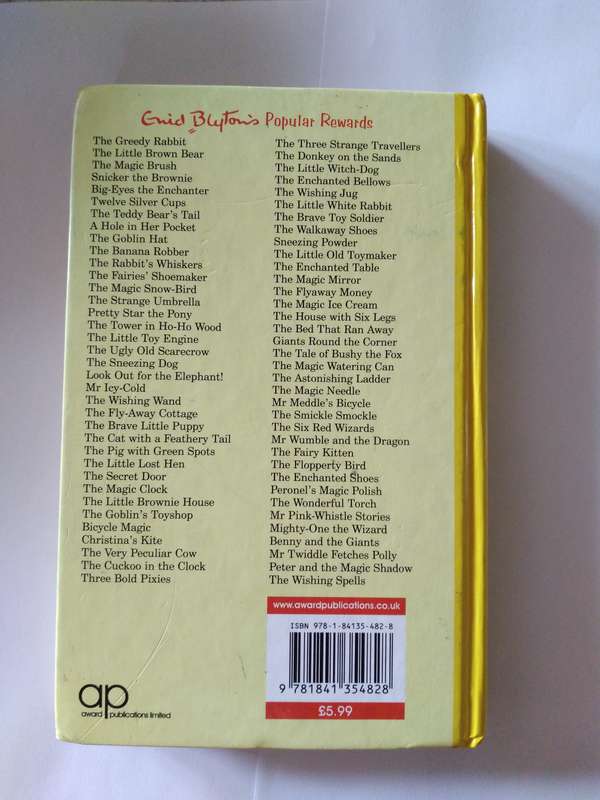 Enid Blyton's Popular Rewards
The Greedy Rabbit
The Little Brown Bear
The Magic Brush
Snicker the Brownie
Big-Eyes the Enchanter
Twelve Silver Cups
The Teddy Bear's Tail
A Hole in Her Pocket
The Goblin Hat
The Banana Robber
The Rabbit's Whiskers
The Fairies' Shoemaker
The Magic Snow-Bird
The Strange Umbrella
Pretty Star the Pony
The Tower in Ho-Ho Wood
The Little Toy Engine
The Ugly Old Scarecrow
The Sneezing Dog
Look Out for the Elephant!
Mr Icy-Cold
The Wishing Wand
The Fly-Away Cottage
The Brave Little Puppy
The Cat with a Feathery Tail
The Pig with Green Spots
The Little Lost Hen
The Secret Door
The Magic Clock
The Little Brownie House
The Goblin's Toyshop
Bicycle Magic
Christina's Kite
The Very Peculiar Cow
The Cuckoo in the Clock
Three Bold Pixies
The Three Strange Travellers
The Donkey on the Sands
The Little Witch-Dog
The Enchanted Bellows
The Wishing Jug
The Little White Rabbit
The Brave Toy Soldier
The Walkaway Shoes
Sneezing Powder
The Little Old Toymaker
The Enchanted Table
The Magic Mirror
The Flyaway Money
The Magic Ice Cream
The House with Six Legs
The Bed That Ran Away
Giants Round the Corner
The Tale of Bushy the Fox
The Magic Watering Can
The Astonishing Ladder
The Magic Needle
Mr Meddle's Bicycle
The Smickle Smockle
The Six Red Wizards
Mr Wumble and the Dragon
The Fairy Kitten
The Flopperty Bird
The Enchanted Shoes
Peronel's Magic Polish
The Wonderful Torch
Mr Pink-Whistle Stories
Mighty-One the Wizard
Benny and the Giants
Mr Twiddle Fetches Polly
Peter and the Magic Shadow
The Wishing Spells
www.awardpublications.co.uk
ISBN 978-1-84135-482-8
9 781841 354828
£5.99
ap
award publications limited